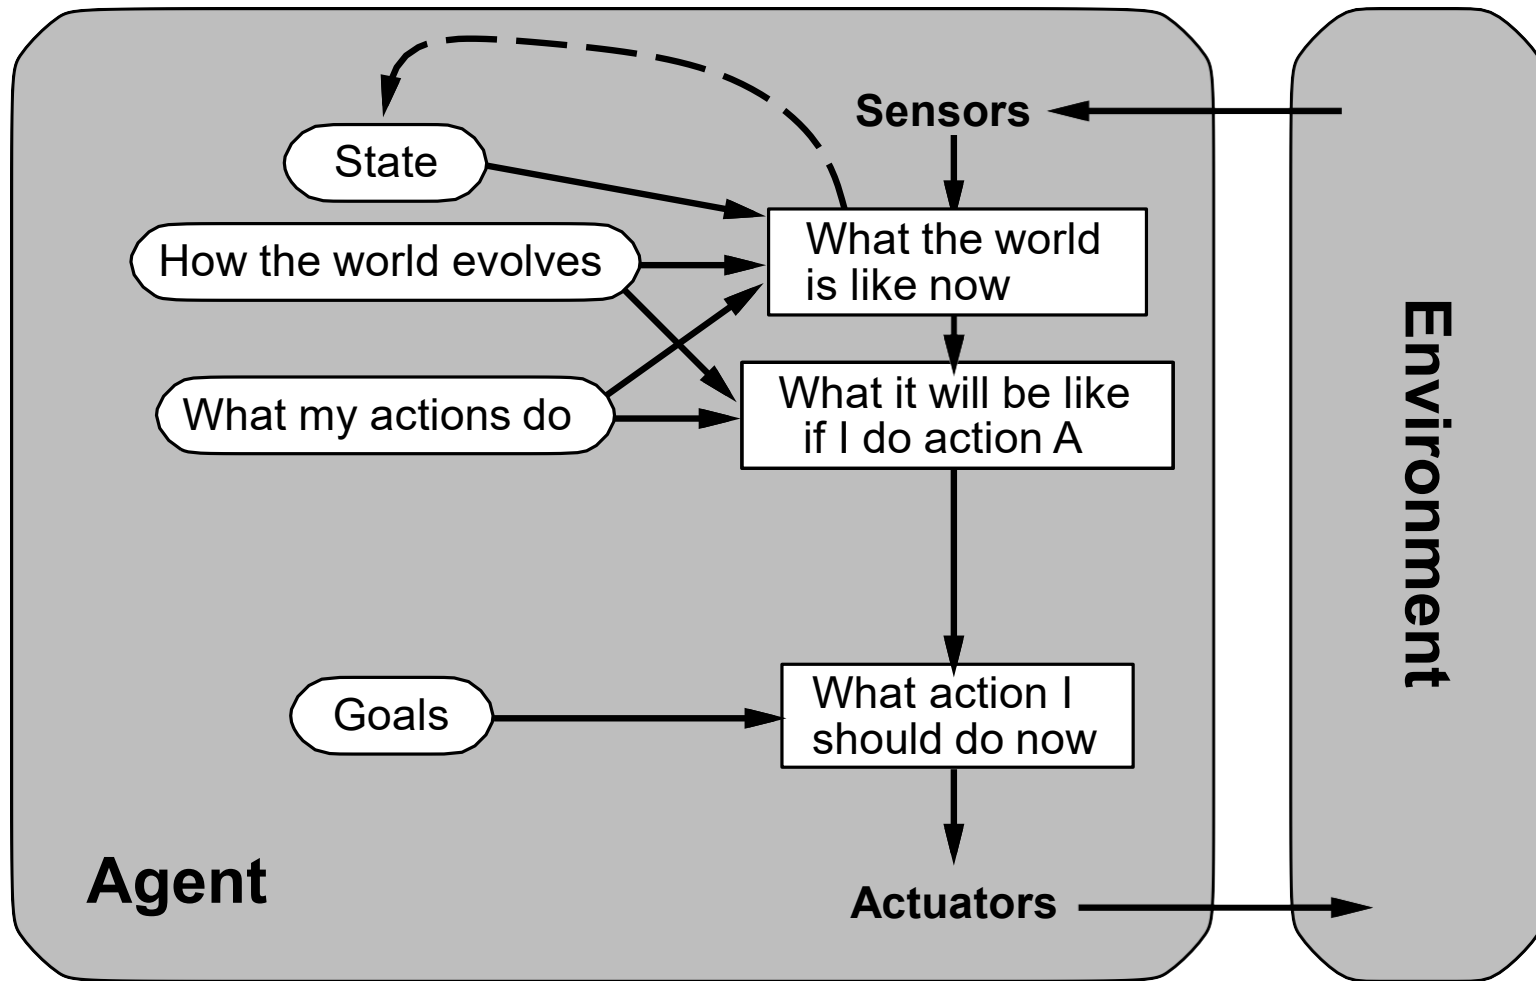 Sensors
State
What the world
is like now
How the world evolves
What it will be like
if I do action A
What my actions do
What action I
should do now
Goals
Agent
Actuators
Environment